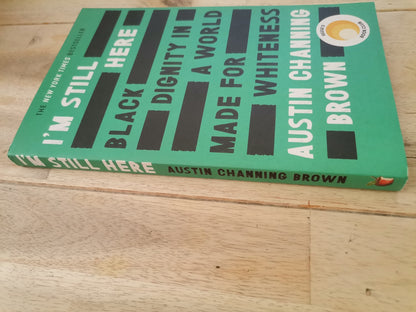 THE NEW YORK TIMES BESTSELLER
I'M STILL
HERE
BLACK
DIGNITY IN
A WORLD
MADE FOR
WHITENESS
AUSTIN CHANNING
BROWN
I'M STILL HERE AUSTIN CHANNING BROWN